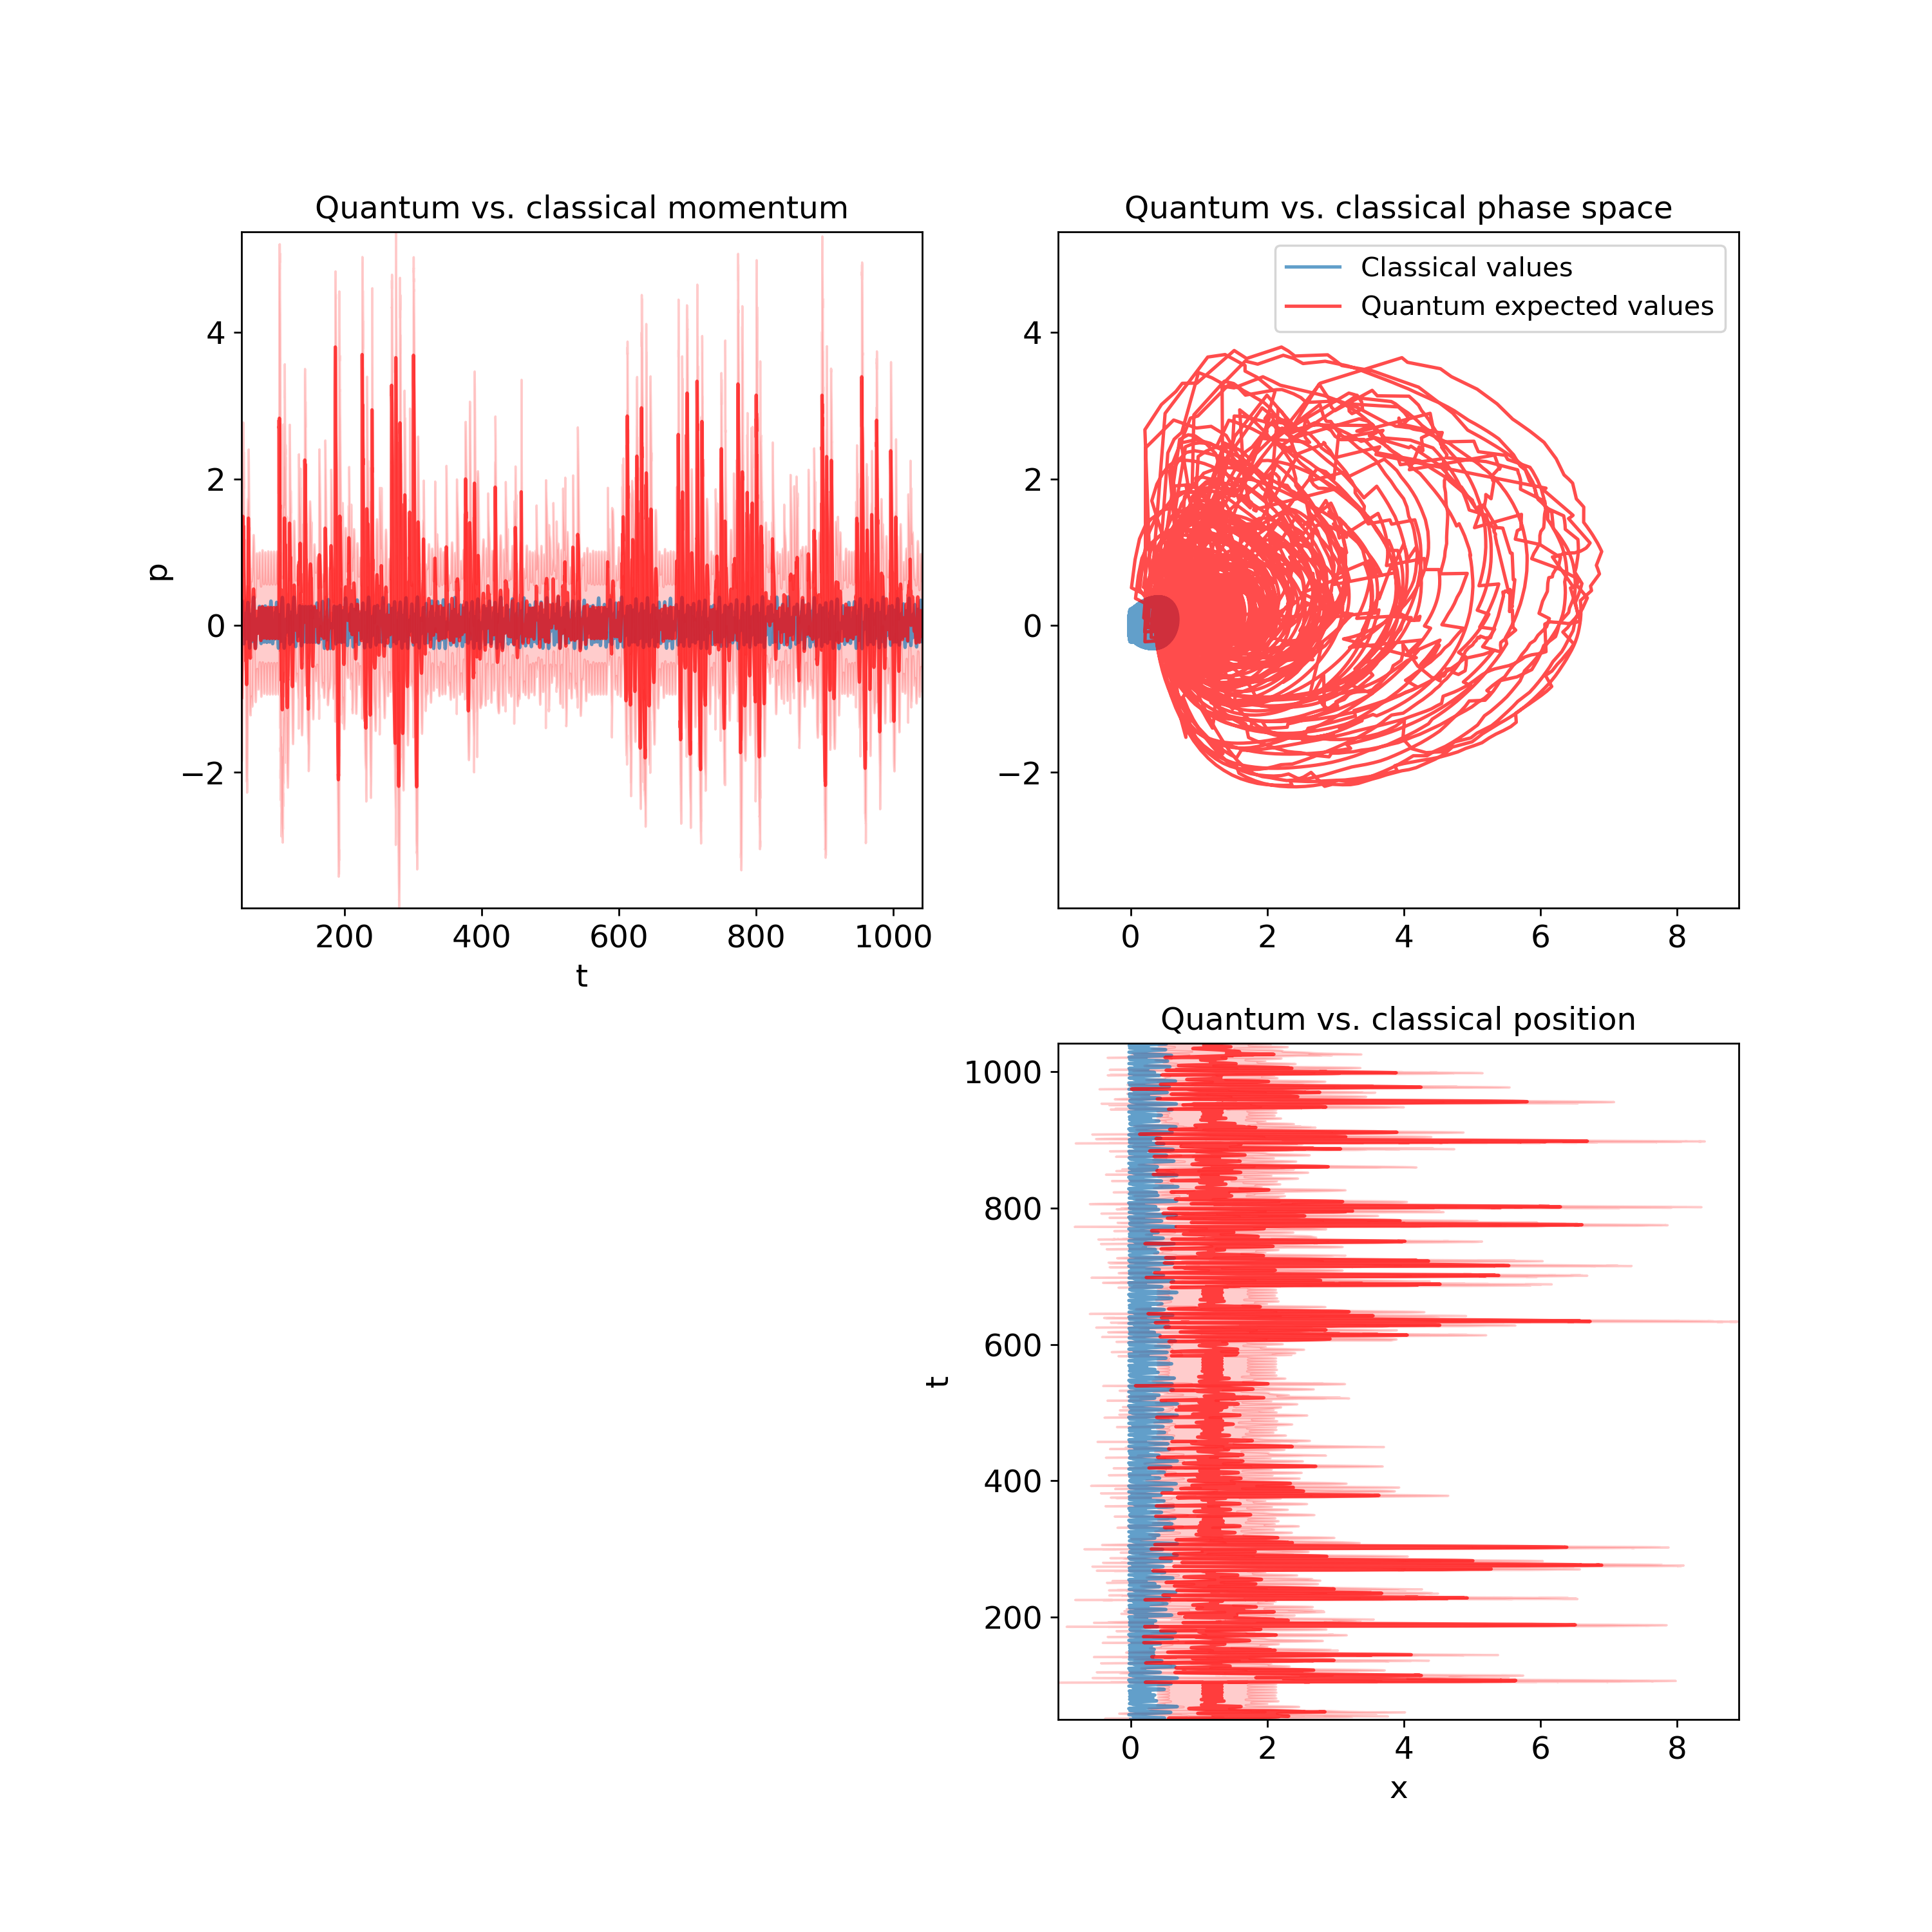 Quantum vs. classical momentum
4
2
0
−2
p
200 400 600 800 1000
t
Quantum vs. classical phase space
Classical values
Quantum expected values
4
2
0
−2
0 2 4 6 8
Quantum vs. classical position
1000
800
600
400
200
t
0 2 4 6 8
x